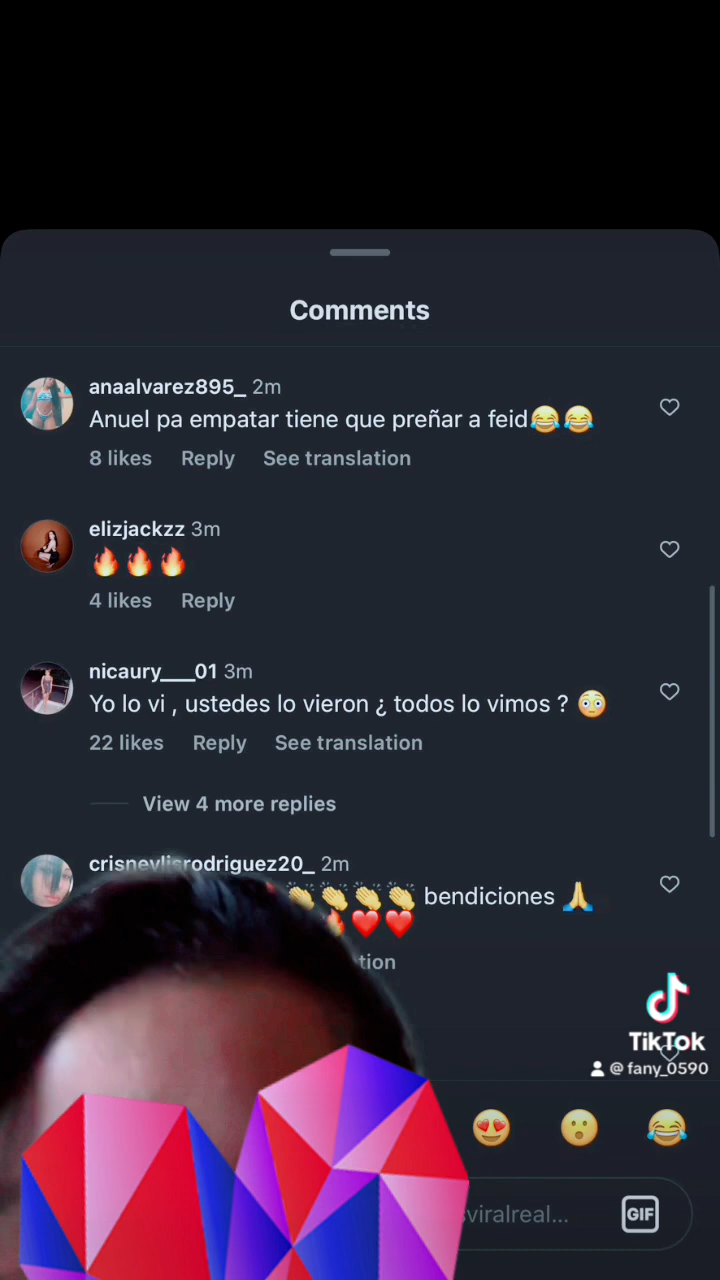 Comments
anaalvarez895_ 2m
Anuel pa empatar tiene que preñar a feid😂😂
8 likes Reply See translation
elizjackzz 3m
🔥🔥🔥
4 likes Reply
nicaury___01 3m
Yo lo vi , ustedes lo vieron ¿ todos lo vimos ? 😳
22 likes Reply See translation
View 4 more replies
crisneylisrodriguez20_ 2m
👏👏👏👏 bendiciones 🙏
❤️❤️
TikTok
@fany_0590
GIF